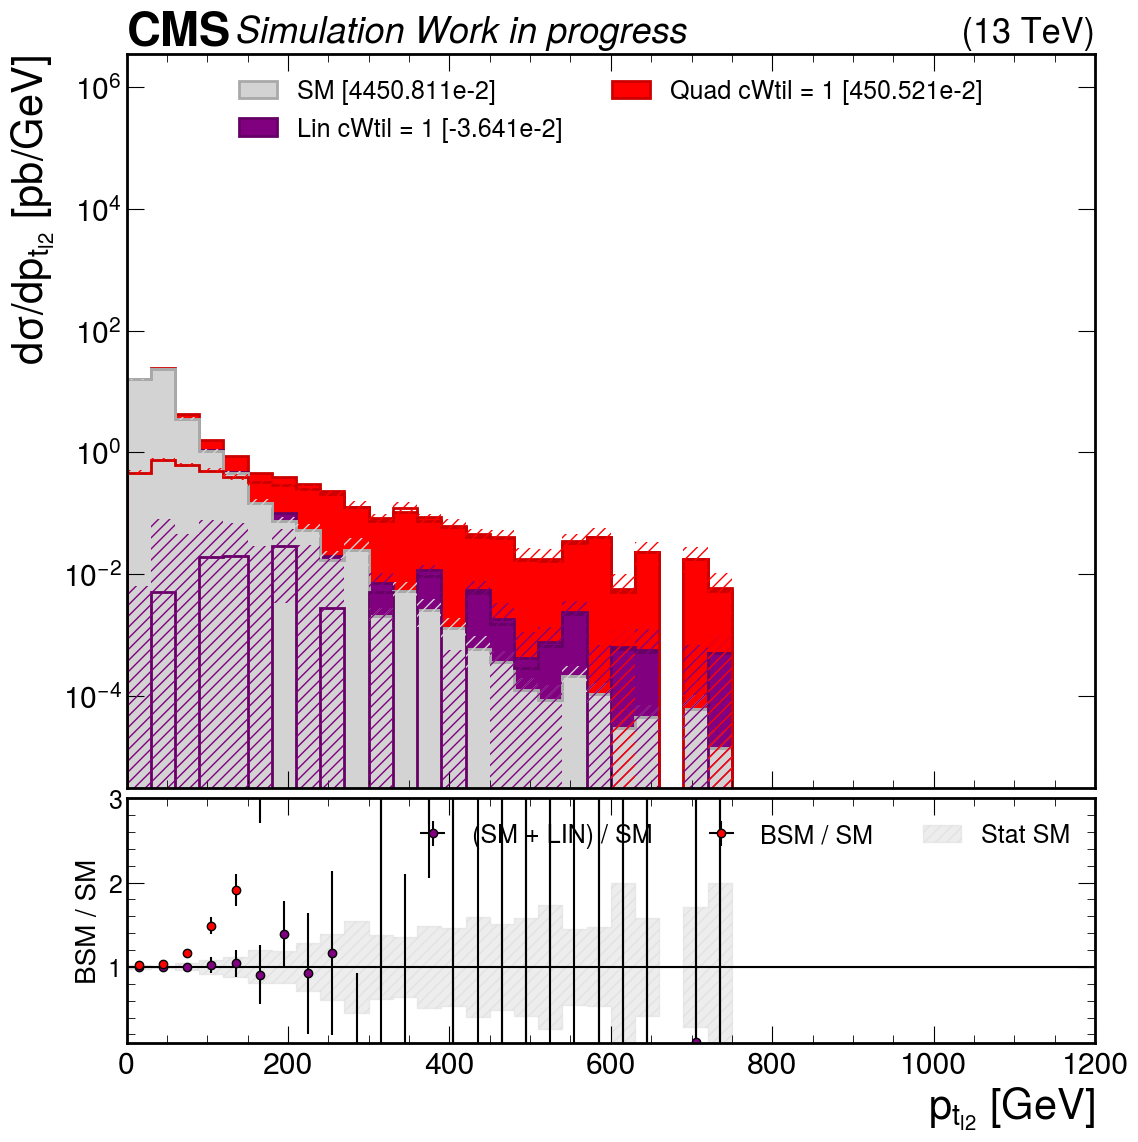 CMS Simulation Work in progress (13 TeV)
SM [4450.811e-2]
Quad cWtil = 1 [450.521e-2]
Lin cWtil = 1 [-3.641e-2]
dσ/dp_{t_{l2}} [pb/GeV]
10^6
10^4
10^2
10^0
10^{-2}
10^{-4}
(SM + LIN) / SM
BSM / SM
Stat SM
BSM / SM
3
2
1
0 200 400 600 800 1000 1200
p_{t_{l2}} [GeV]